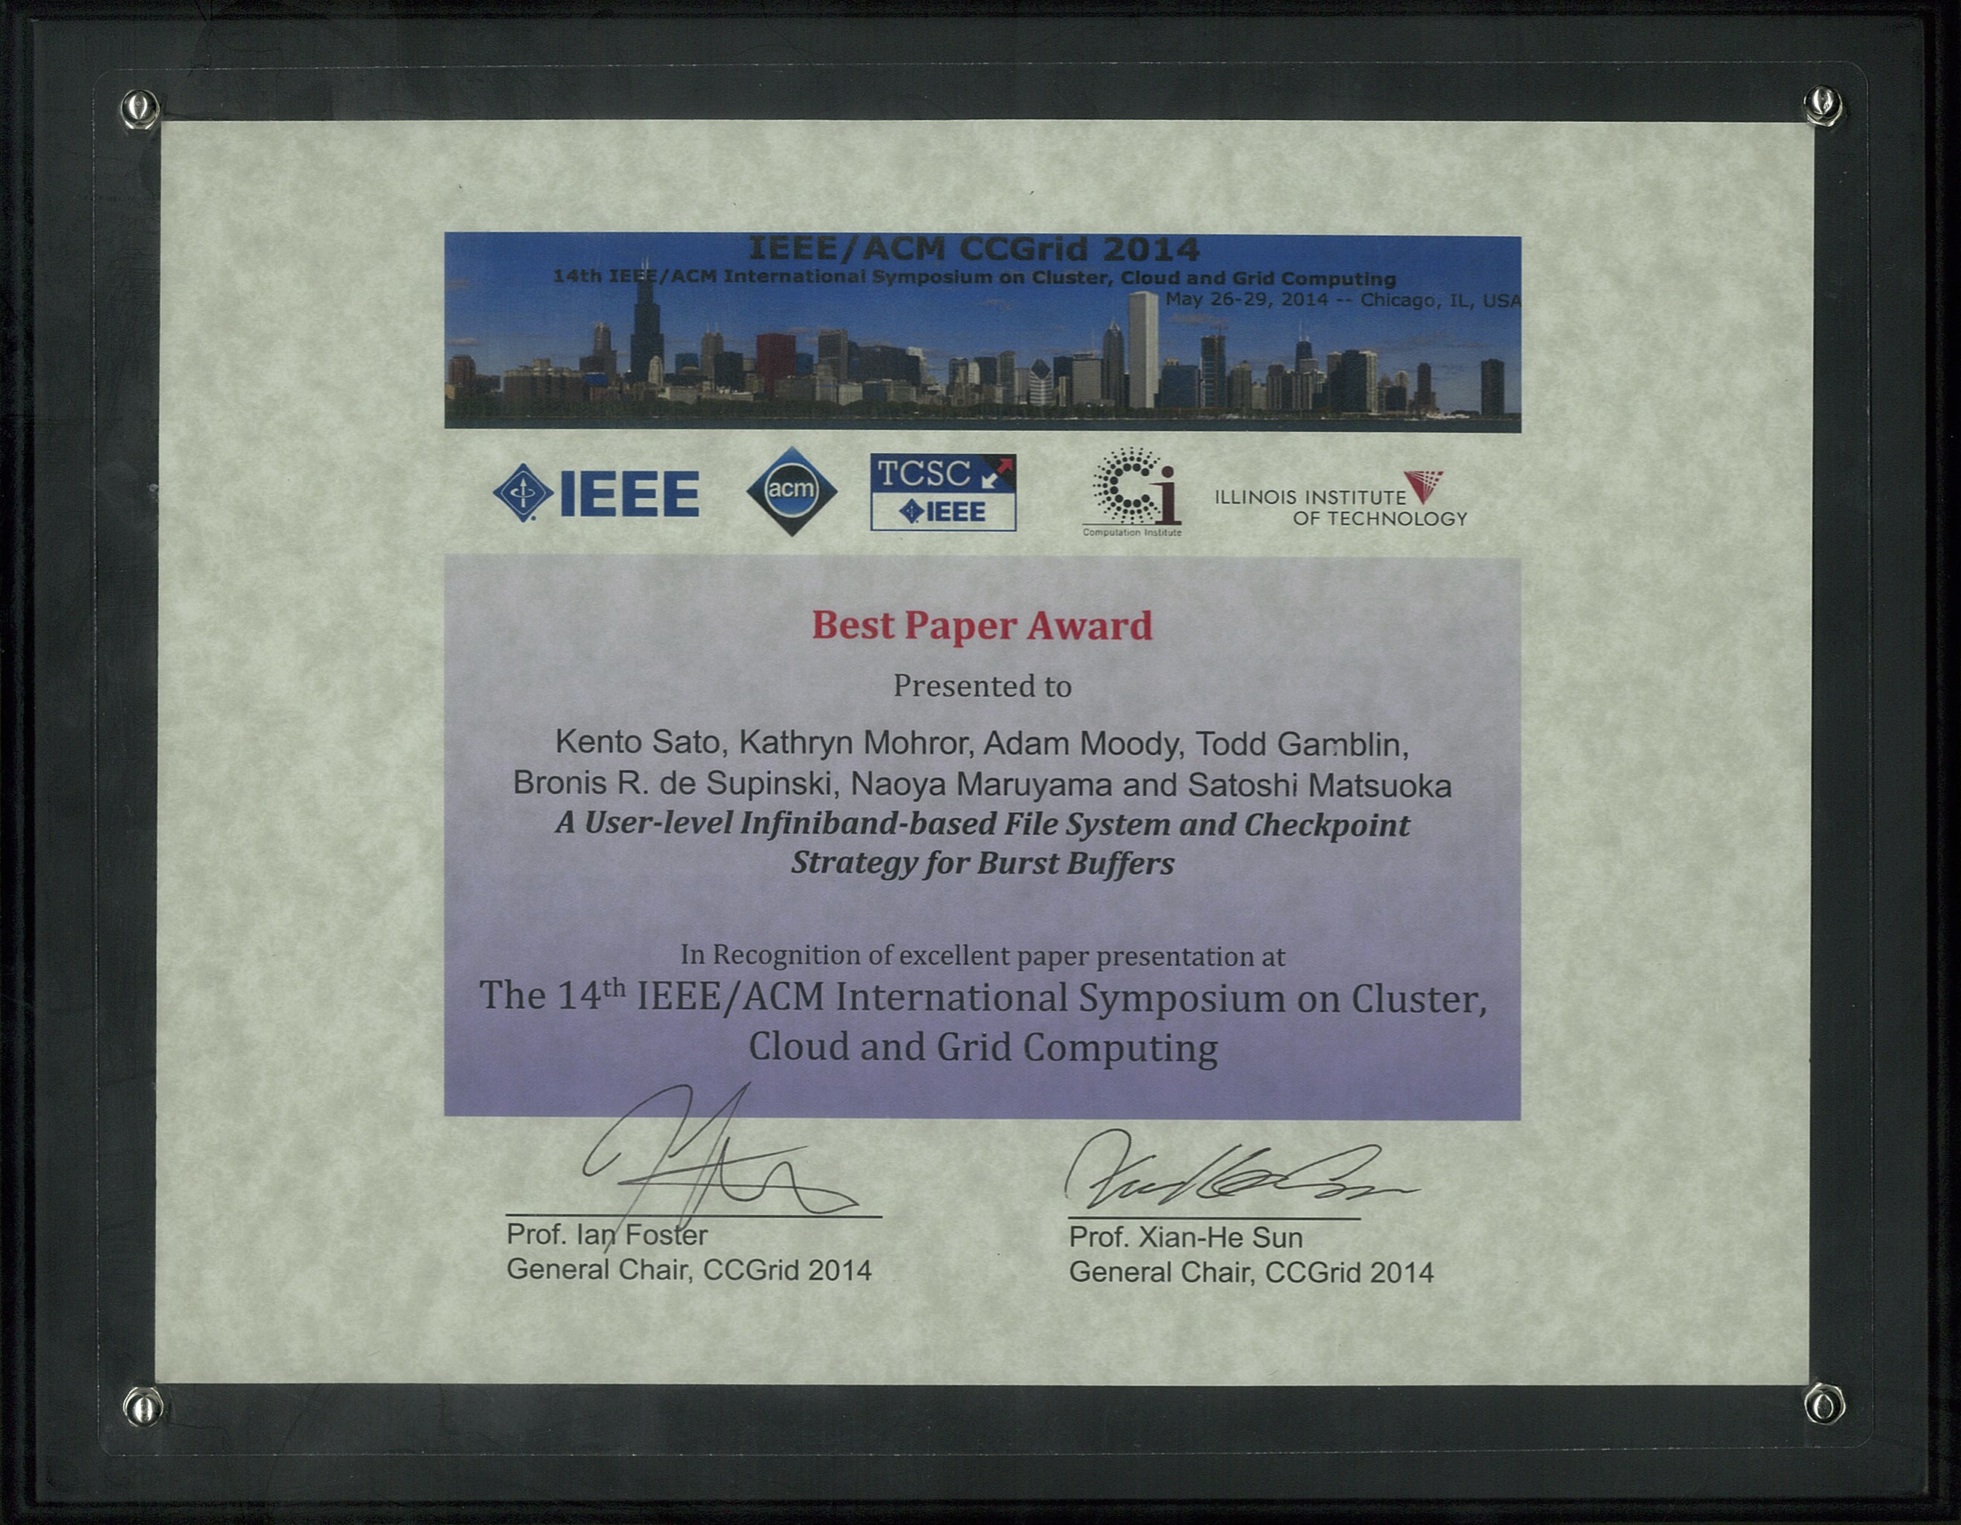 IEEE/ACM CCGrid 2014
14th IEEE/ACM International Symposium on Cluster, Cloud and Grid Computing
May 26-29, 2014 -- Chicago, IL, USA
IEEE
acm
TCSC
IEEE
Ci
Computation Institute
ILLINOIS INSTITUTE
OF TECHNOLOGY
Best Paper Award
Presented to
Kento Sato, Kathryn Mohror, Adam Moody, Todd Gamblin,
Bronis R. de Supinski, Naoya Maruyama and Satoshi Matsuoka
A User-level Infiniband-based File System and Checkpoint
Strategy for Burst Buffers
In Recognition of excellent paper presentation at
The 14th IEEE/ACM International Symposium on Cluster,
Cloud and Grid Computing
Prof. Ian Foster
General Chair, CCGrid 2014
Prof. Xian-He Sun
General Chair, CCGrid 2014